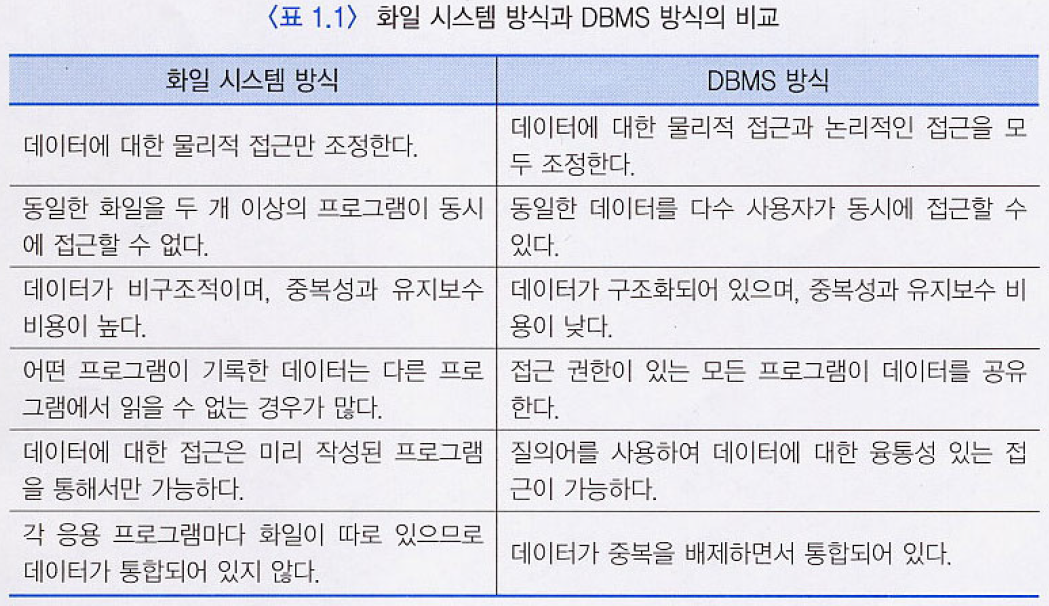 〈표 1.1〉 화일 시스템 방식과 DBMS 방식의 비교
화일 시스템 방식
DBMS 방식
데이터에 대한 물리적 접근만 조정한다.
데이터에 대한 물리적 접근과 논리적인 접근을 모
두 조정한다.
동일한 화일을 두 개 이상의 프로그램이 동시
에 접근할 수 없다.
동일한 데이터를 다수 사용자가 동시에 접근할 수
있다.
데이터가 비구조적이며, 중복성과 유지보수
비용이 높다.
데이터가 구조화되어 있으며, 중복성과 유지보수 비
용이 낮다.
어떤 프로그램이 기록한 데이터는 다른 프로
그램에서 읽을 수 없는 경우가 많다.
접근 권한이 있는 모든 프로그램이 데이터를 공유
한다.
데이터에 대한 접근은 미리 작성된 프로그램
을 통해서만 가능하다.
질의어를 사용하여 데이터에 대한 융통성 있는 접
근이 가능하다.
각 응용 프로그램마다 화일이 따로 있으므로
데이터가 통합되어 있지 않다.
데이터가 중복을 배제하면서 통합되어 있다.